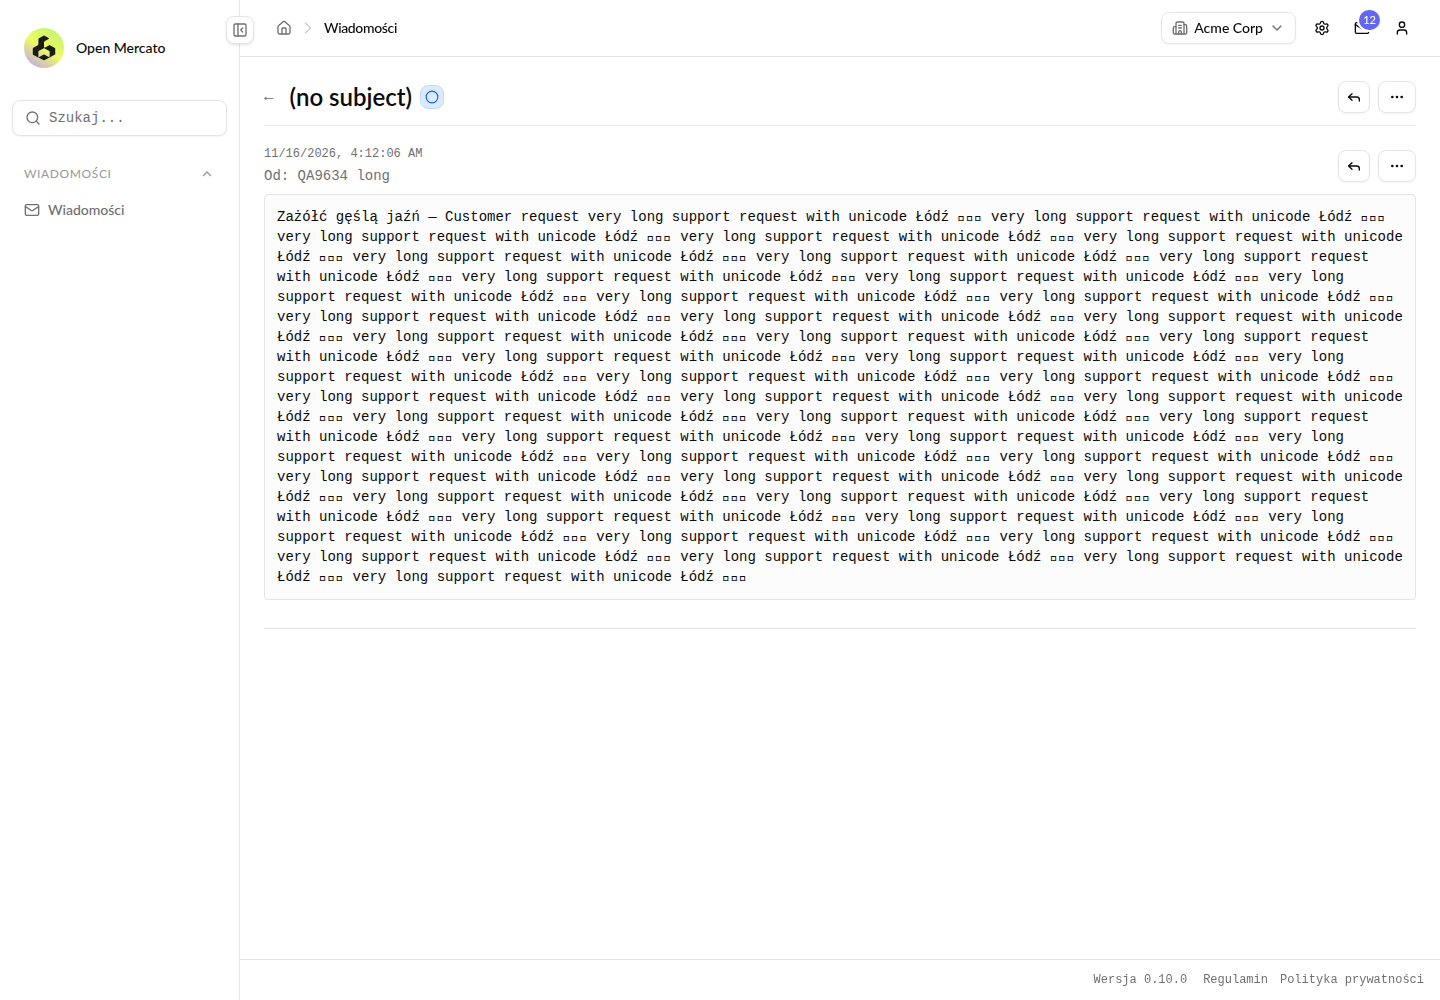 Open Mercato
Wiadomości
Acme Corp
12
Szukaj...
WIADOMOŚCI
Wiadomości
← (no subject)
11/16/2026, 4:12:06 AM
Od: QA9634 long
Zażółć gęślą jaźń — Customer request very long support request with unicode Łódź □□□ very long support request with unicode Łódź □□□
very long support request with unicode Łódź □□□ very long support request with unicode Łódź □□□ very long support request with unicode
Łódź □□□ very long support request with unicode Łódź □□□ very long support request with unicode Łódź □□□ very long support request
with unicode Łódź □□□ very long support request with unicode Łódź □□□ very long support request with unicode Łódź □□□ very long
support request with unicode Łódź □□□ very long support request with unicode Łódź □□□ very long support request with unicode Łódź □□□
very long support request with unicode Łódź □□□ very long support request with unicode Łódź □□□ very long support request with unicode
Łódź □□□ very long support request with unicode Łódź □□□ very long support request with unicode Łódź □□□ very long support request
with unicode Łódź □□□ very long support request with unicode Łódź □□□ very long support request with unicode Łódź □□□ very long
support request with unicode Łódź □□□ very long support request with unicode Łódź □□□ very long support request with unicode Łódź □□□
very long support request with unicode Łódź □□□ very long support request with unicode Łódź □□□ very long support request with unicode
Łódź □□□ very long support request with unicode Łódź □□□ very long support request with unicode Łódź □□□ very long support request
with unicode Łódź □□□ very long support request with unicode Łódź □□□ very long support request with unicode Łódź □□□ very long
support request with unicode Łódź □□□ very long support request with unicode Łódź □□□ very long support request with unicode Łódź □□□
very long support request with unicode Łódź □□□ very long support request with unicode Łódź □□□ very long support request with unicode
Łódź □□□ very long support request with unicode Łódź □□□ very long support request with unicode Łódź □□□ very long support request
with unicode Łódź □□□ very long support request with unicode Łódź □□□ very long support request with unicode Łódź □□□ very long
support request with unicode Łódź □□□ very long support request with unicode Łódź □□□ very long support request with unicode Łódź □□□
very long support request with unicode Łódź □□□ very long support request with unicode Łódź □□□ very long support request with unicode
Łódź □□□ very long support request with unicode Łódź □□□
Wersja 0.10.0 Regulamin Polityka prywatności